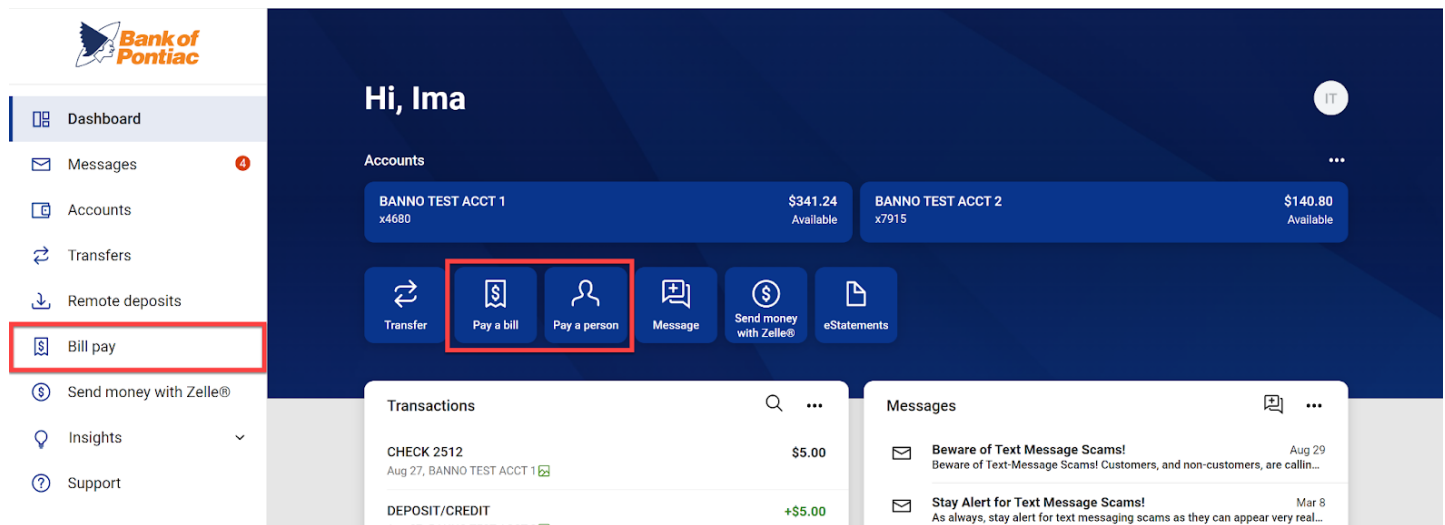 Bank of
Pontiac
Dashboard
Messages 4
Accounts
Transfers
Remote deposits
Bill pay
Send money with Zelle®
Insights
Support
Hi, Ima
IT
Accounts
BANNO TEST ACCT 1 $341.24
x4680 Available
BANNO TEST ACCT 2 $140.80
x7915 Available
Transfer
Pay a bill
Pay a person
Message
Send money
with Zelle®
eStatements
Transactions
CHECK 2512 $5.00
Aug 27, BANNO TEST ACCT 1
DEPOSIT/CREDIT +$5.00
Messages
Beware of Text Message Scams! Aug 29
Beware of Text-Message Scams! Customers, and non-customers, are callin...
Stay Alert for Text Message Scams! Mar 8
As always, stay alert for text messaging scams as they can appear very real...